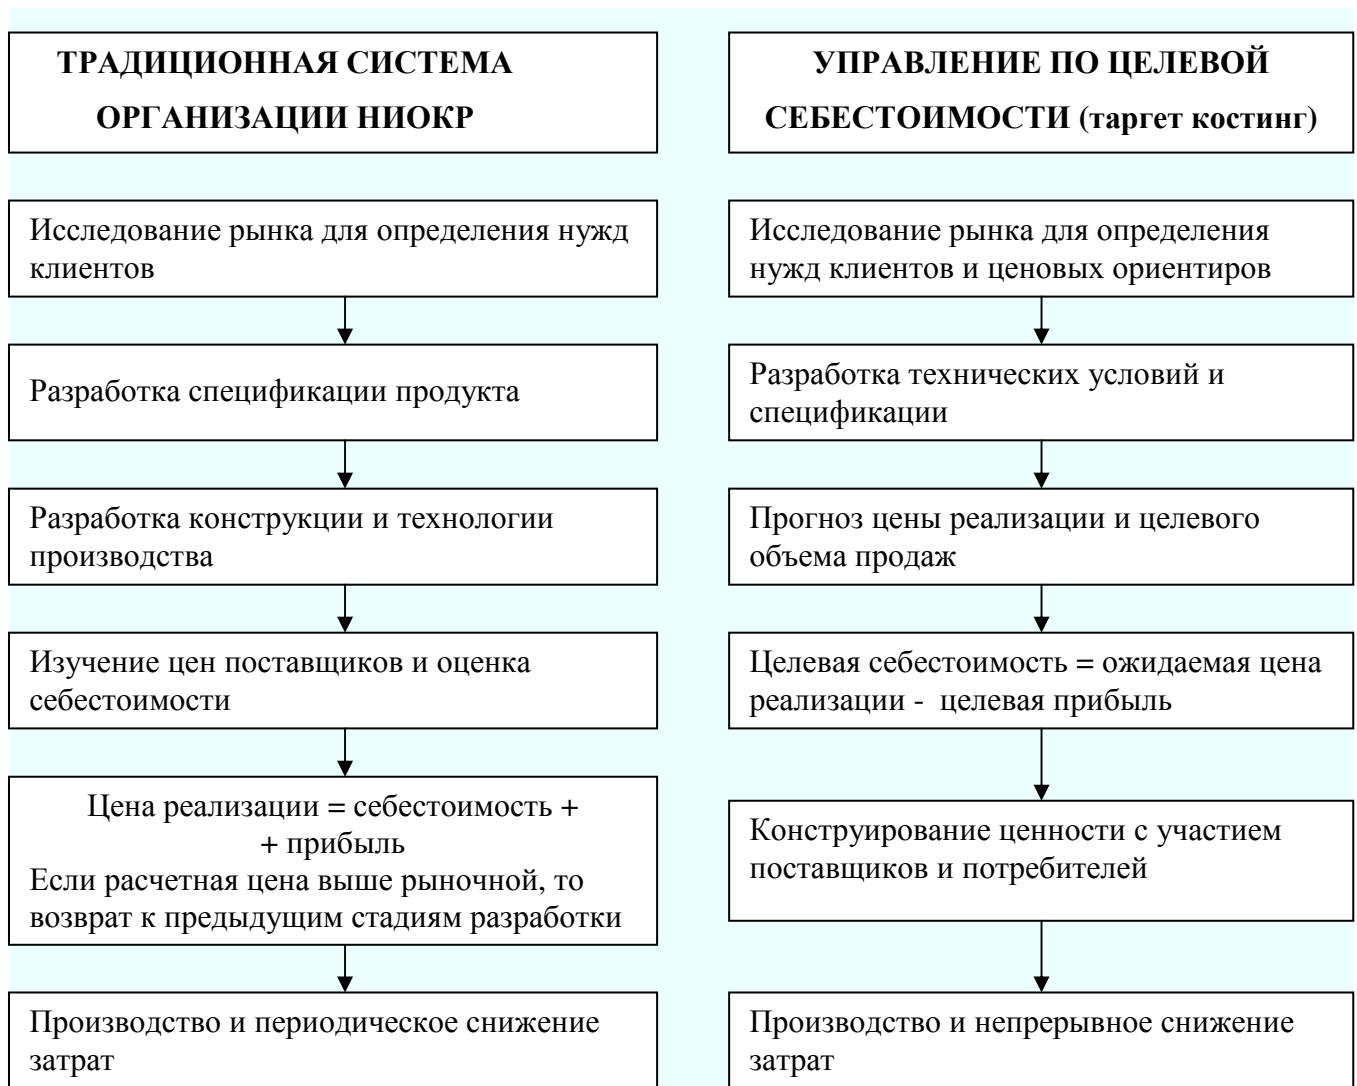 ТРАДИЦИОННАЯ СИСТЕМА
ОРГАНИЗАЦИИ НИОКР
Исследование рынка для определения нужд
клиентов
Разработка спецификации продукта
Разработка конструкции и технологии
производства
Изучение цен поставщиков и оценка
себестоимости
Цена реализации = себестоимость +
+ прибыль
Если расчетная цена выше рыночной, то
возврат к предыдущим стадиям разработки
Производство и периодическое снижение
затрат
УПРАВЛЕНИЕ ПО ЦЕЛЕВОЙ
СЕБЕСТОИМОСТИ (таргет костинг)
Исследование рынка для определения
нужд клиентов и ценовых ориентиров
Разработка технических условий и
спецификации
Прогноз цены реализации и целевого
объема продаж
Целевая себестоимость = ожидаемая цена
реализации - целевая прибыль
Конструирование ценности с участием
поставщиков и потребителей
Производство и непрерывное снижение
затрат